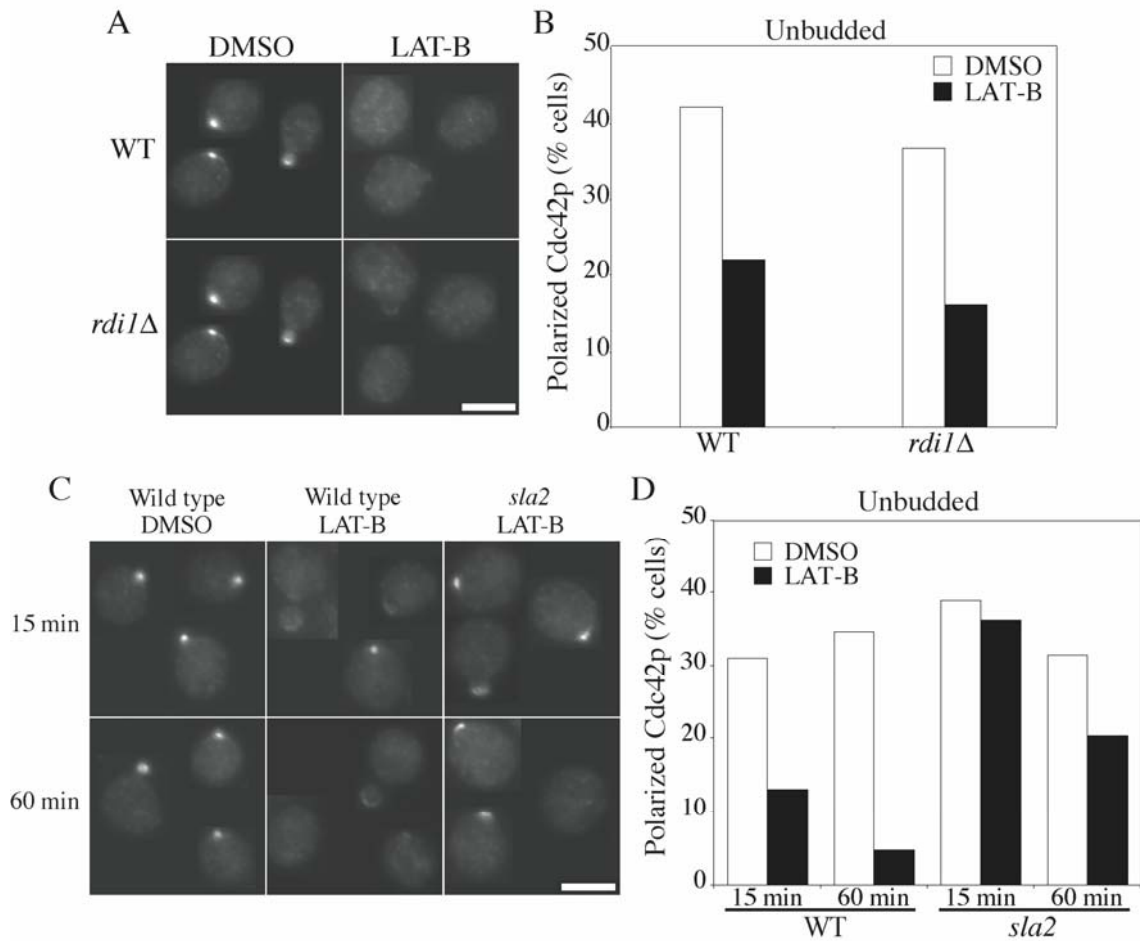 A
DMSO LAT-B
WT
rdi1Δ
B
Unbudded
DMSO
LAT-B
Polarized Cdc42p (% cells)
50
40
30
20
10
0
WT rdi1Δ
C
Wild type Wild type sla2
DMSO LAT-B LAT-B
15 min
60 min
D
Unbudded
DMSO
LAT-B
Polarized Cdc42p (% cells)
50
40
30
20
10
0
15 min 60 min 15 min 60 min
WT sla2